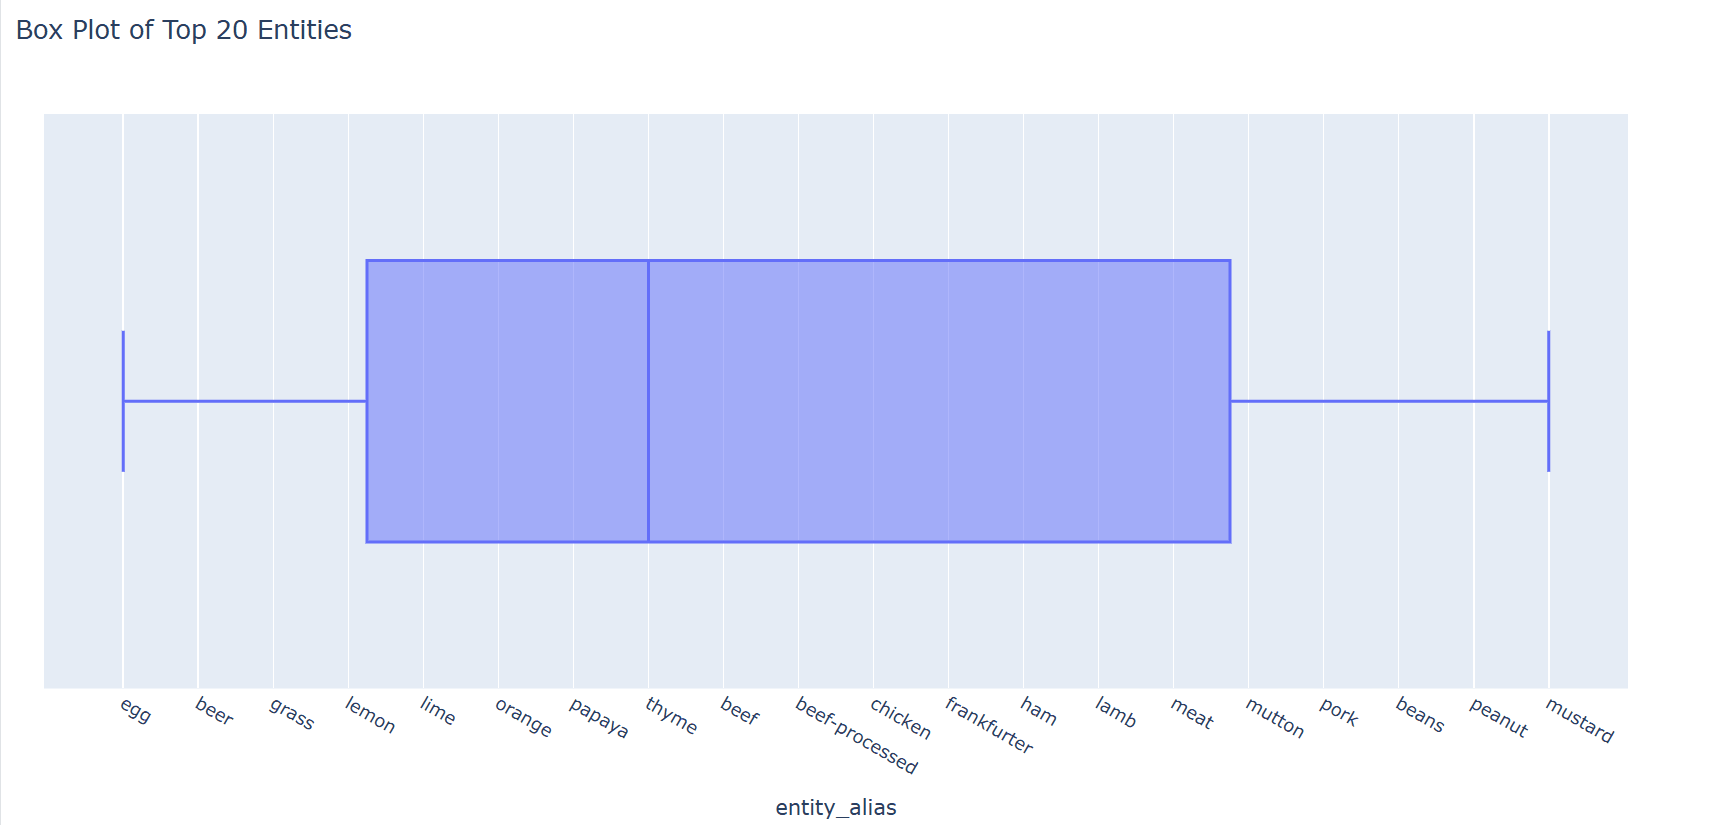 Box Plot of Top 20 Entities
egg
beer
grass
lemon
lime
orange
papaya
thyme
beef
beef-processed
chicken
frankfurter
ham
lamb
meat
mutton
pork
beans
peanut
mustard
entity_alias